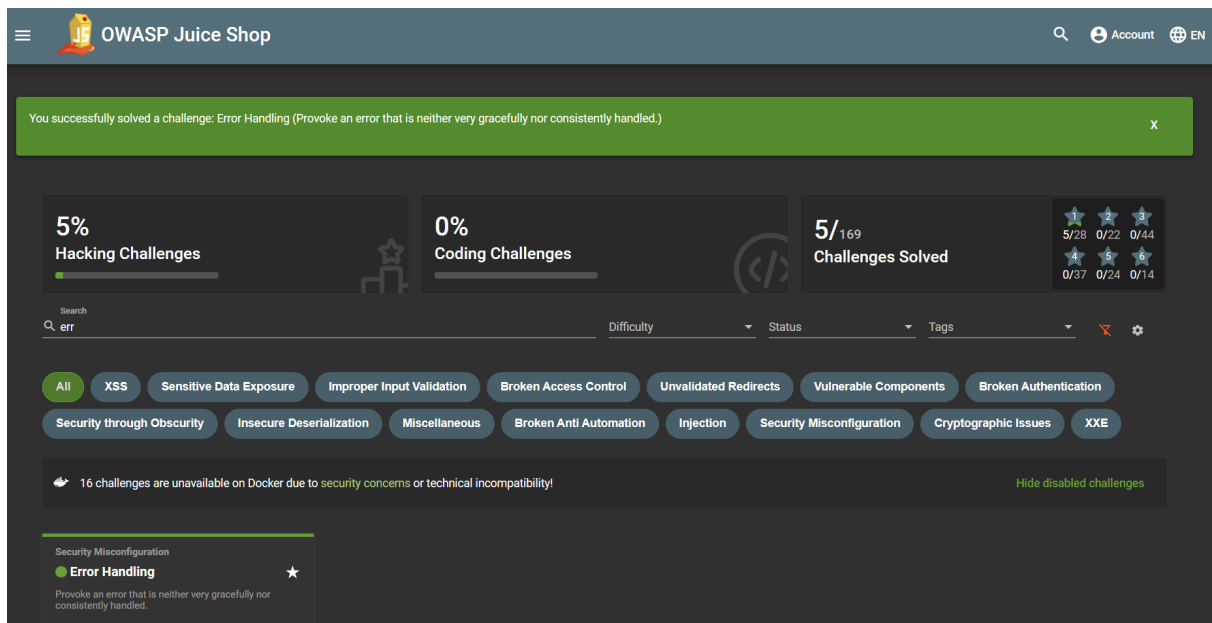 OWASP Juice Shop
Account
EN
You successfully solved a challenge: Error Handling (Provoke an error that is neither very gracefully nor consistently handled.)
X
5%
Hacking Challenges
0%
Coding Challenges
5/169
Challenges Solved
1 2 3
5/28 0/22 0/44
4 5 6
0/37 0/24 0/14
Search
err
Difficulty
Status
Tags
All XSS Sensitive Data Exposure Improper Input Validation Broken Access Control Unvalidated Redirects Vulnerable Components Broken Authentication
Security through Obscurity Insecure Deserialization Miscellaneous Broken Anti Automation Injection Security Misconfiguration Cryptographic Issues XXE
16 challenges are unavailable on Docker due to security concerns or technical incompatibility!
Hide disabled challenges
Security Misconfiguration
Error Handling
Provoke an error that is neither very gracefully nor
consistently handled.